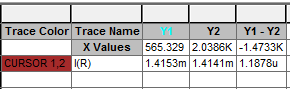 Trace Color Trace Name Y1 Y2 Y1 - Y2
X Values 565.329 2.0386K -1.4733K
CURSOR 1,2 I(R) 1.4153m 1.4141m 1.1878u